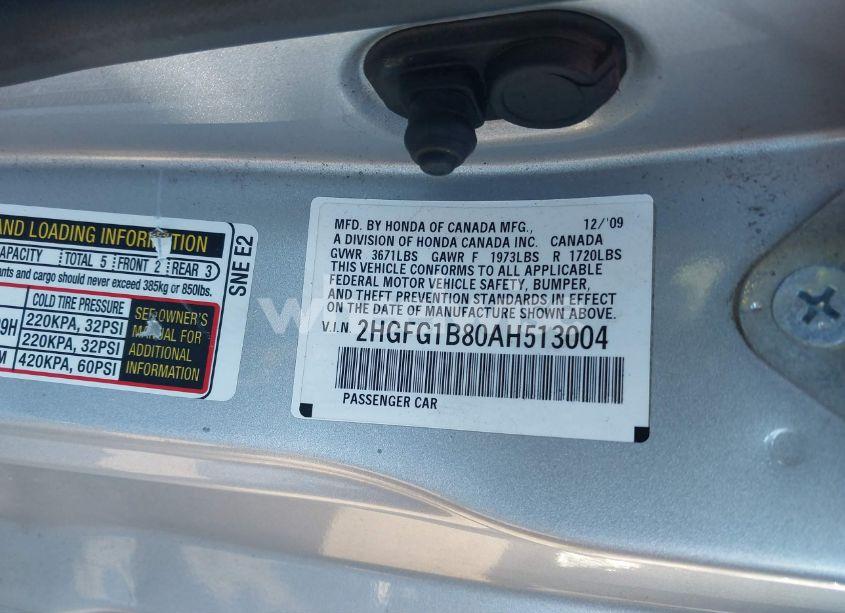 AND LOADING INFORMATION
CAPACITY TOTAL 5 FRONT 2 REAR 3
ants and cargo should never exceed 385kg or 850lbs.
COLD TIRE PRESSURE
9H 220KPA, 32PSI
220KPA, 32PSI
M 420KPA, 60PSI
SEE OWNER'S
MANUAL FOR
ADDITIONAL
INFORMATION
SNE E2
MFD. BY HONDA OF CANADA MFG., 12/'09
A DIVISION OF HONDA CANADA INC. CANADA
GVWR 3671LBS GAWR F 1973LBS R 1720LBS
THIS VEHICLE CONFORMS TO ALL APPLICABLE
FEDERAL MOTOR VEHICLE SAFETY, BUMPER,
AND THEFT PREVENTION STANDARDS IN EFFECT
ON THE DATE OF MANUFACTURE SHOWN ABOVE.
V.I.N. 2HGFG1B80AH513004
PASSENGER CAR